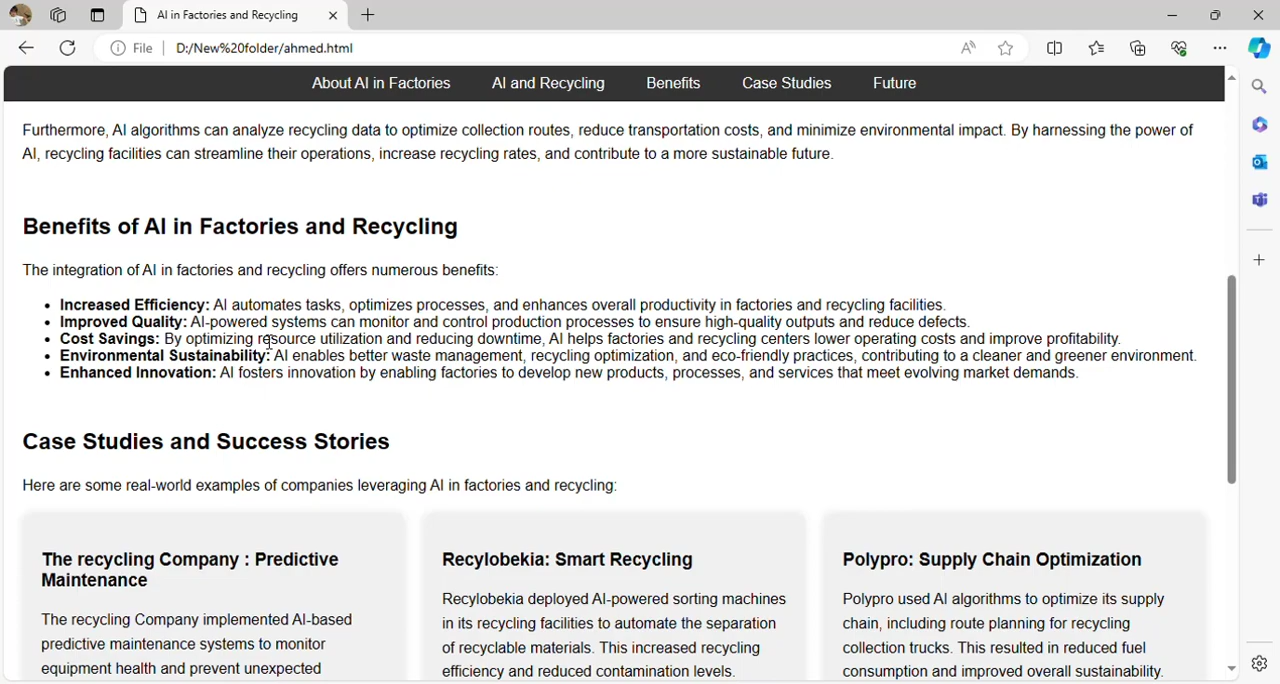 AI in Factories and Recycling
File
D:/New%20folder/ahmed.html
About AI in Factories AI and Recycling Benefits Case Studies Future
Furthermore, AI algorithms can analyze recycling data to optimize collection routes, reduce transportation costs, and minimize environmental impact. By harnessing the power of
AI, recycling facilities can streamline their operations, increase recycling rates, and contribute to a more sustainable future.
Benefits of AI in Factories and Recycling
The integration of AI in factories and recycling offers numerous benefits:
• Increased Efficiency: AI automates tasks, optimizes processes, and enhances overall productivity in factories and recycling facilities.
• Improved Quality: AI-powered systems can monitor and control production processes to ensure high-quality outputs and reduce defects.
• Cost Savings: By optimizing resource utilization and reducing downtime, AI helps factories and recycling centers lower operating costs and improve profitability.
• Environmental Sustainability: AI enables better waste management, recycling optimization, and eco-friendly practices, contributing to a cleaner and greener environment.
• Enhanced Innovation: AI fosters innovation by enabling factories to develop new products, processes, and services that meet evolving market demands.
Case Studies and Success Stories
Here are some real-world examples of companies leveraging AI in factories and recycling:
The recycling Company : Predictive
Maintenance
The recycling Company implemented AI-based
predictive maintenance systems to monitor
equipment health and prevent unexpected
Recylobekia: Smart Recycling
Recylobekia deployed AI-powered sorting machines
in its recycling facilities to automate the separation
of recyclable materials. This increased recycling
efficiency and reduced contamination levels.
Polypro: Supply Chain Optimization
Polypro used AI algorithms to optimize its supply
chain, including route planning for recycling
collection trucks. This resulted in reduced fuel
consumption and improved overall sustainability.